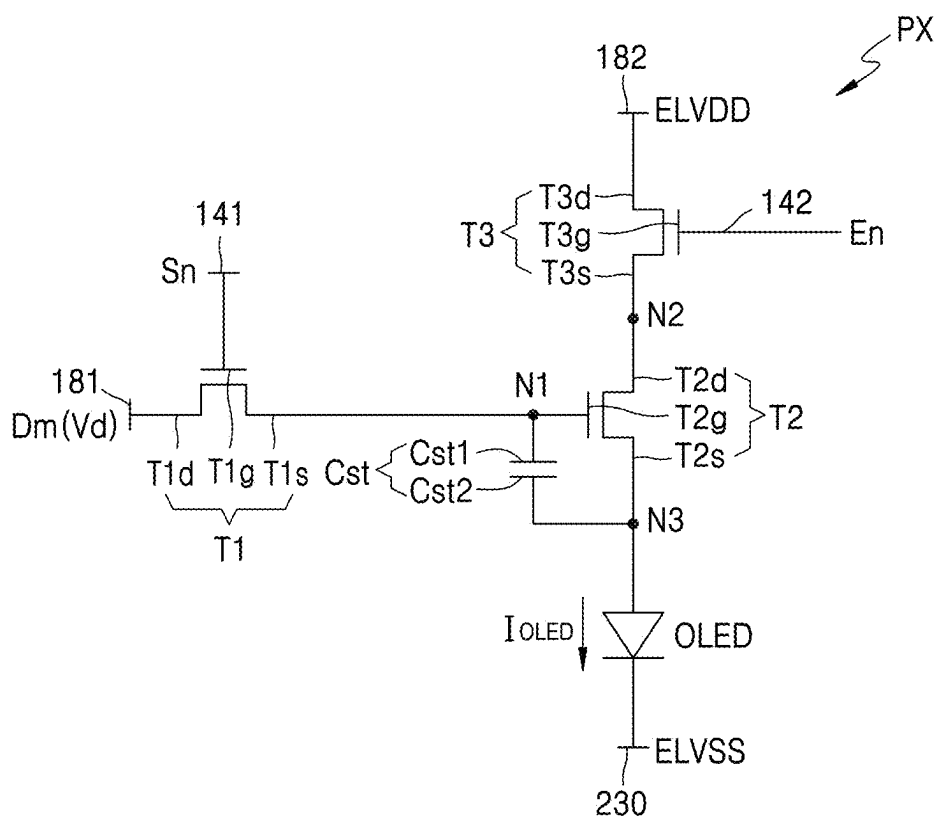 PX
182
ELVDD
141
Sn
T3
T3d
T3g
T3s
142
En
N2
181
Dm(Vd)
N1
T2d
T2g
T2s
T2
T1d
T1g
T1s
T1
Cst
Cst1
Cst2
N3
IOLED
OLED
ELVSS
230